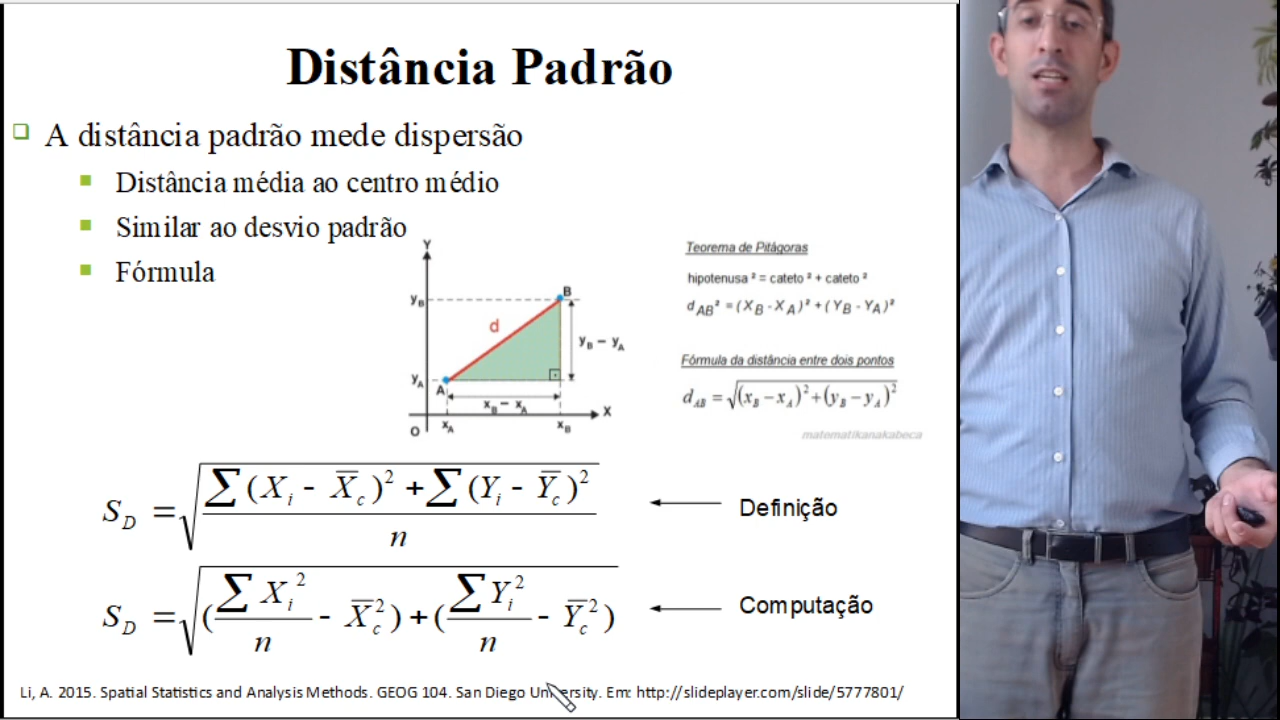 Distância Padrão
A distância padrão mede dispersão
Distância média ao centro médio
Similar ao desvio padrão
Fórmula
Y
y_B
B
d
y_B – y_A
y_A
A
x_B – x_A
X
O
x_A
x_B
Teorema de Pitágoras
hipotenusa ² = cateto ² + cateto ²
d_AB² = (X_B - X_A)² + (Y_B - Y_A)²
Fórmula da distância entre dois pontos
d_AB = √((x_B – x_A)² + (y_B – y_A)²)
matematikanakabeca
S_D = √((∑(X_i - X̅_c)² + ∑(Y_i - Y̅_c)²) / n)
Definição
S_D = √((∑X_i² / n - X̅_c²) + (∑Y_i² / n - Y̅_c²))
Computação
Li, A. 2015. Spatial Statistics and Analysis Methods. GEOG 104. San Diego University. Em: http://slideplayer.com/slide/5777801/